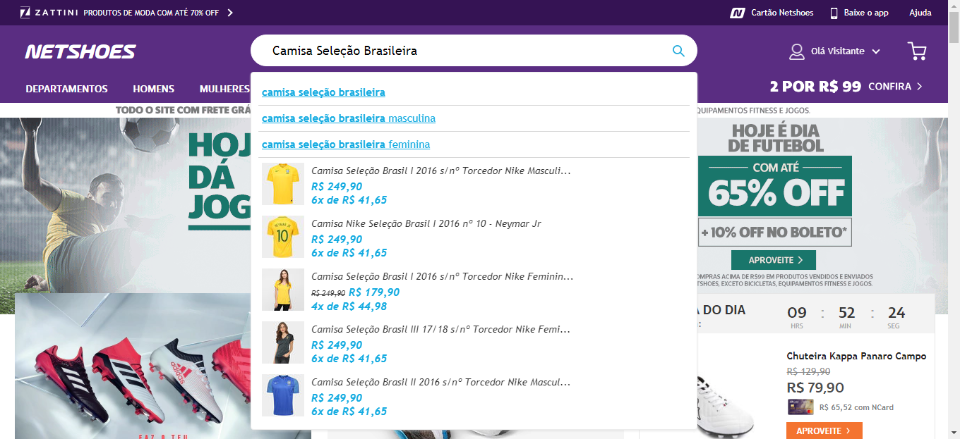 ZATTINI PRODUTOS DE MODA COM ATÉ 70% OFF
Cartão Netshoes
Baixe o app
Ajuda
NETSHOES
Camisa Seleção Brasileira
Olá Visitante
DEPARTAMENTOS
HOMENS
MULHERES
2 POR R$ 99 CONFIRA
TODO O SITE COM FRETE GRÁ
EQUIPAMENTOS FITNESS E JOGOS.
camisa seleção brasileira
camisa seleção brasileira masculina
camisa seleção brasileira feminina
Camisa Seleção Brasil I 2016 s/nº Torcedor Nike Masculi...
R$ 249,90
6x de R$ 41,65
Camisa Nike Seleção Brasil I 2016 nº 10 - Neymar Jr
R$ 249,90
6x de R$ 41,65
Camisa Seleção Brasil I 2016 s/nº Torcedor Nike Feminin...
R$ 249,90 R$ 179,90
4x de R$ 44,98
Camisa Seleção Brasil III 17/18 s/nº Torcedor Nike Femi...
R$ 249,90
6x de R$ 41,65
Camisa Seleção Brasil II 2016 s/nº Torcedor Nike Mascul...
R$ 249,90
6x de R$ 41,65
HOJE
DÁ
JOG
HOJE É DIA
DE FUTEBOL
COM ATÉ
65% OFF
+10% OFF NO BOLETO*
APROVEITE
COMPRAS ACIMA DE R$99 EM PRODUTOS VENDIDOS E ENVIADOS
TSHOES, EXCETO BICICLETAS, EQUIPAMENTOS FITNESS E JOGOS.
DO DIA
09 : 52 : 24
HRS MIN SEG
Chuteira Kappa Panaro Campo
R$ 129,90
R$ 79,90
R$ 65,52 com NCard
APROVEITE
10
adidas
FAZ O TEU